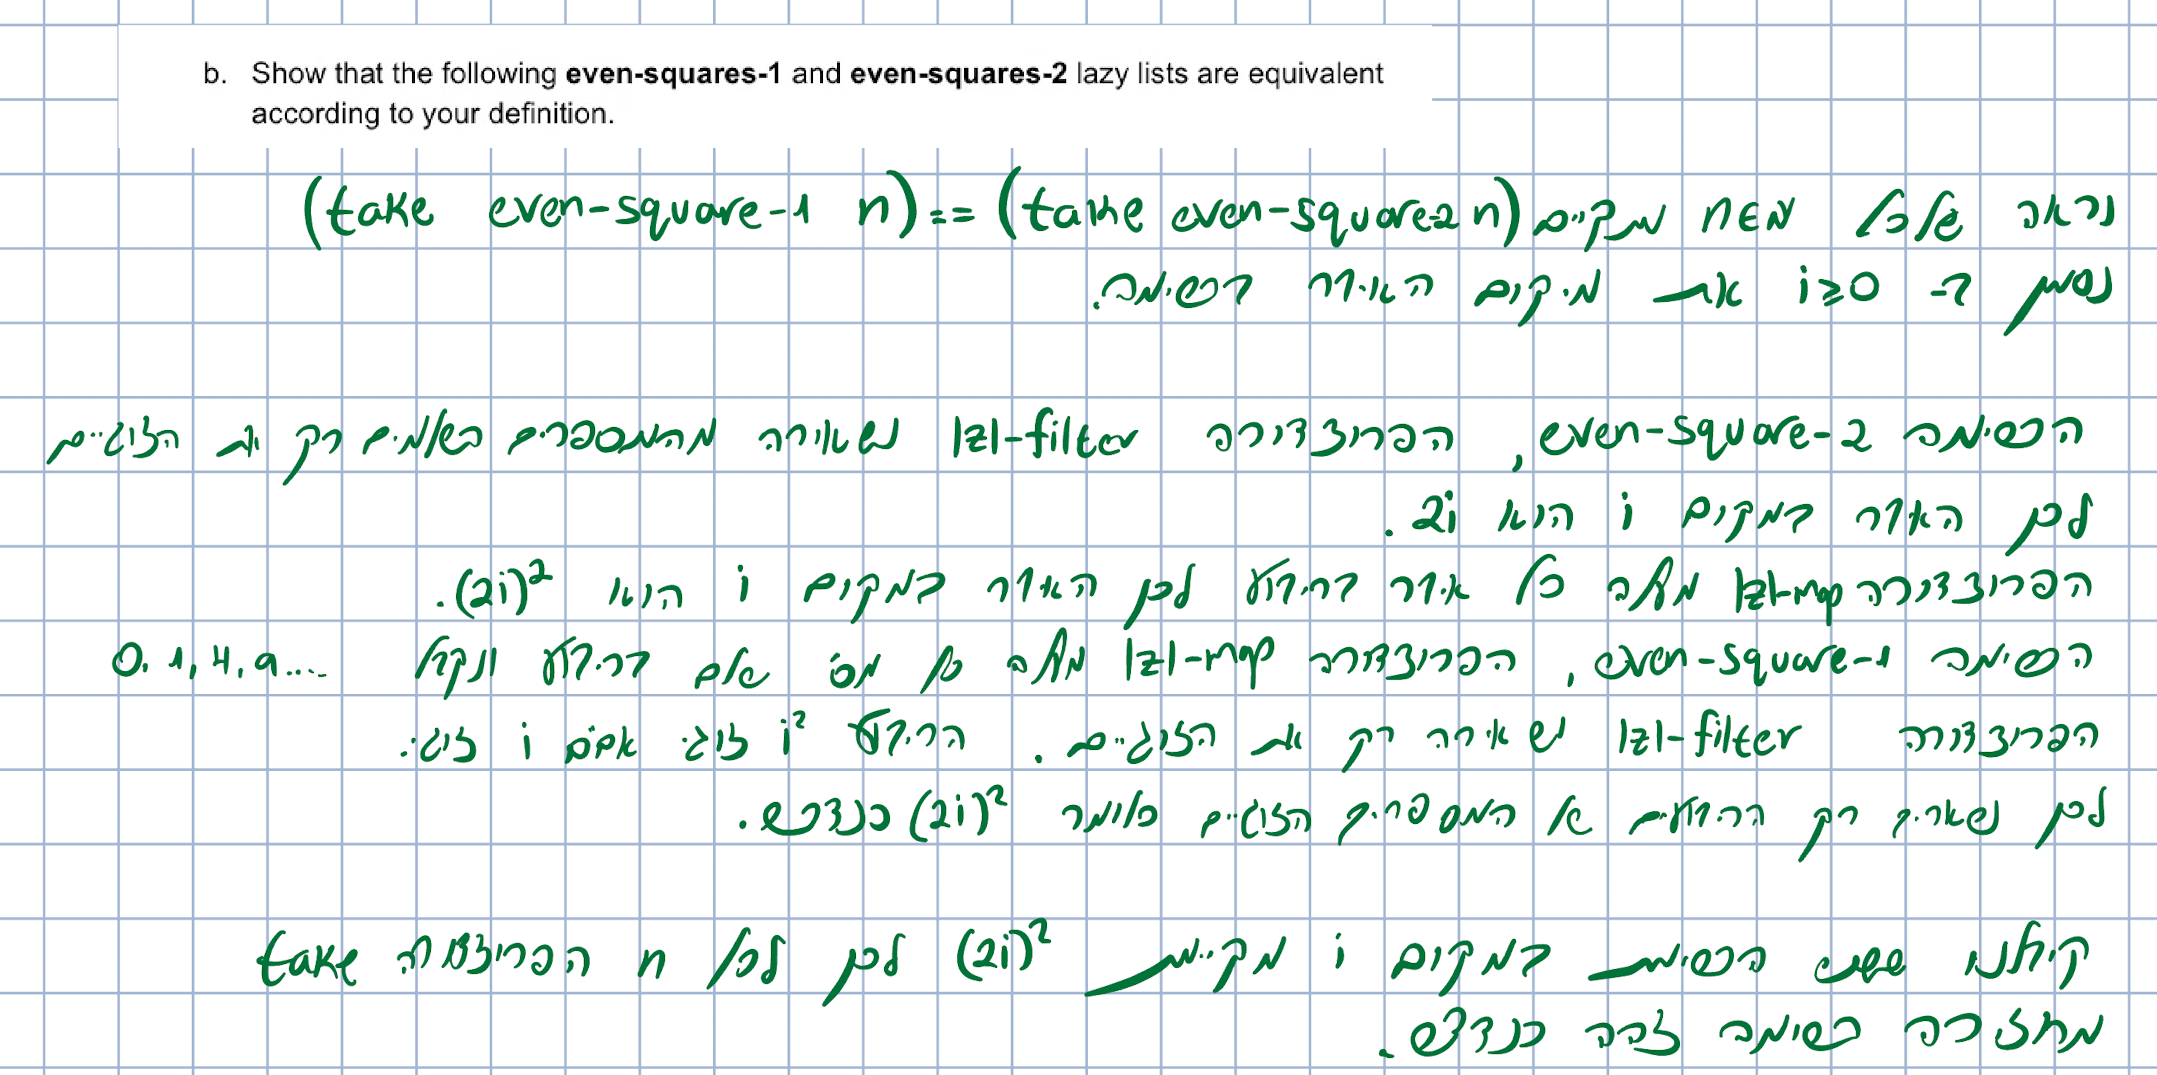 b. Show that the following even-squares-1 and even-squares-2 lazy lists are equivalent
according to your definition.
נראה שלכל n∈N מתקיים (take even-square-1 n) == (take even-square-2 n)
נסמן ב- i≥0 את מיקום האיבר ברשימה.
הרשימה even-square-2, הפרוצדורה lzl-filter משאירה מהמספרים השלמים רק את הזוגיים
לכן האיבר במקום i הוא 2i.
הפרוצדורה lzl-map מעלה כל איבר בריבוע לכן האיבר במקום i הוא (2i)².
הרשימה even-square-1, הפרוצדורה lzl-map מעלה כל מס' שלם בריבוע ונקבל 0, 1, 4, 9....
הפרוצדורה lzl-filter משאירה רק את הזוגיים. הריבוע i² זוגי אם״ם i זוגי.
לכן נשארים רק הריבועים של המספרים הזוגיים כלומר (2i)² כנדרש.
קיבלנו ששתי הרשימות במקום i מקיימות (2i)² לכן לכל n הפרוצדורה take
מחזירה רשימה זהה כנדרש.